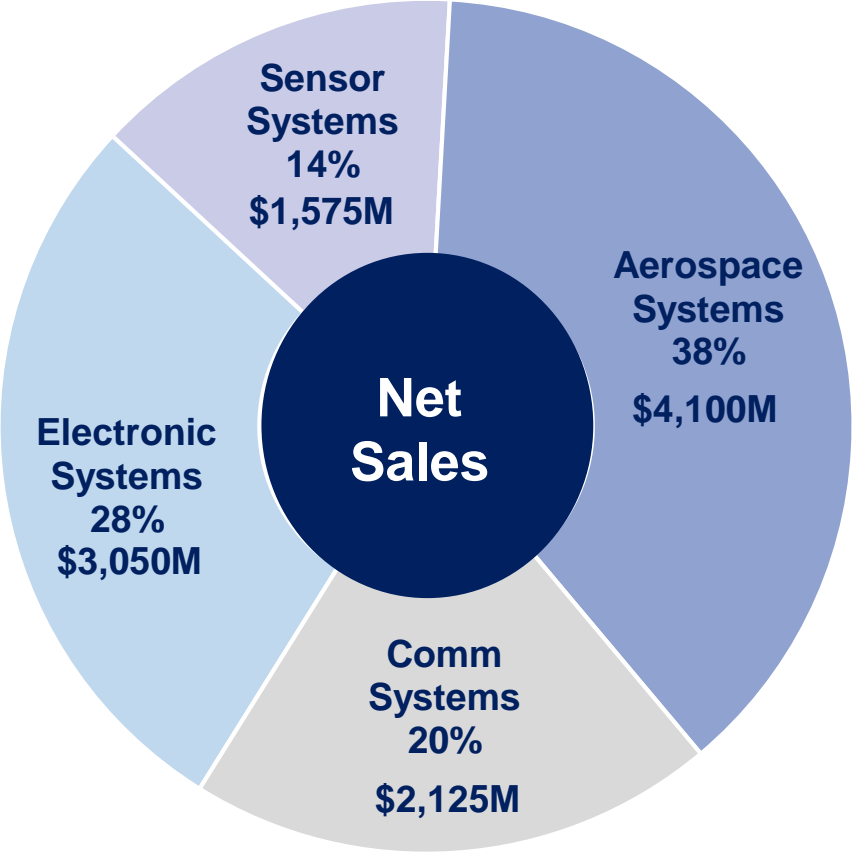 Sensor
Systems
14%
$1,575M
Aerospace
Systems
38%
$4,100M
Net
Sales
Electronic
Systems
28%
$3,050M
Comm
Systems
20%
$2,125M